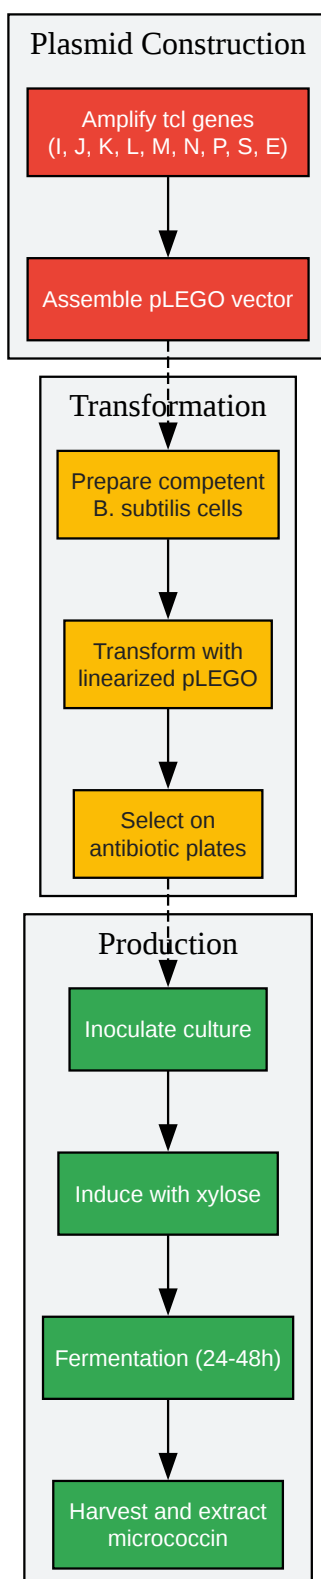 Plasmid Construction
Amplify tcl genes
(I, J, K, L, M, N, P, S, E)
Assemble pLEGO vector
Transformation
Prepare competent
B. subtilis cells
Transform with
linearized pLEGO
Select on
antibiotic plates
Production
Inoculate culture
Induce with xylose
Fermentation (24-48h)
Harvest and extract
micrococcin